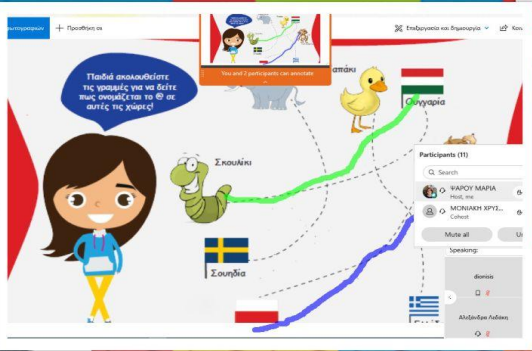 Προσθήκη σε
Επεξεργασία και δημιουργία
You and 2 participants can annotate
Παιδιά ακολουθείστε
τις γραμμές για να δείτε
πως ονομάζεται το @ σε
αυτές τις χώρες!
Ουγγαρία
Σκουλίκι
Σουηδία
Participants (11)
Search
ΨΑΡΟΥ ΜΑΡΙΑ
Host, me
ΜΟΝΙΑΚΗ ΧΡΥΣ...
Cohost
Mute all
Speaking:
dionisis